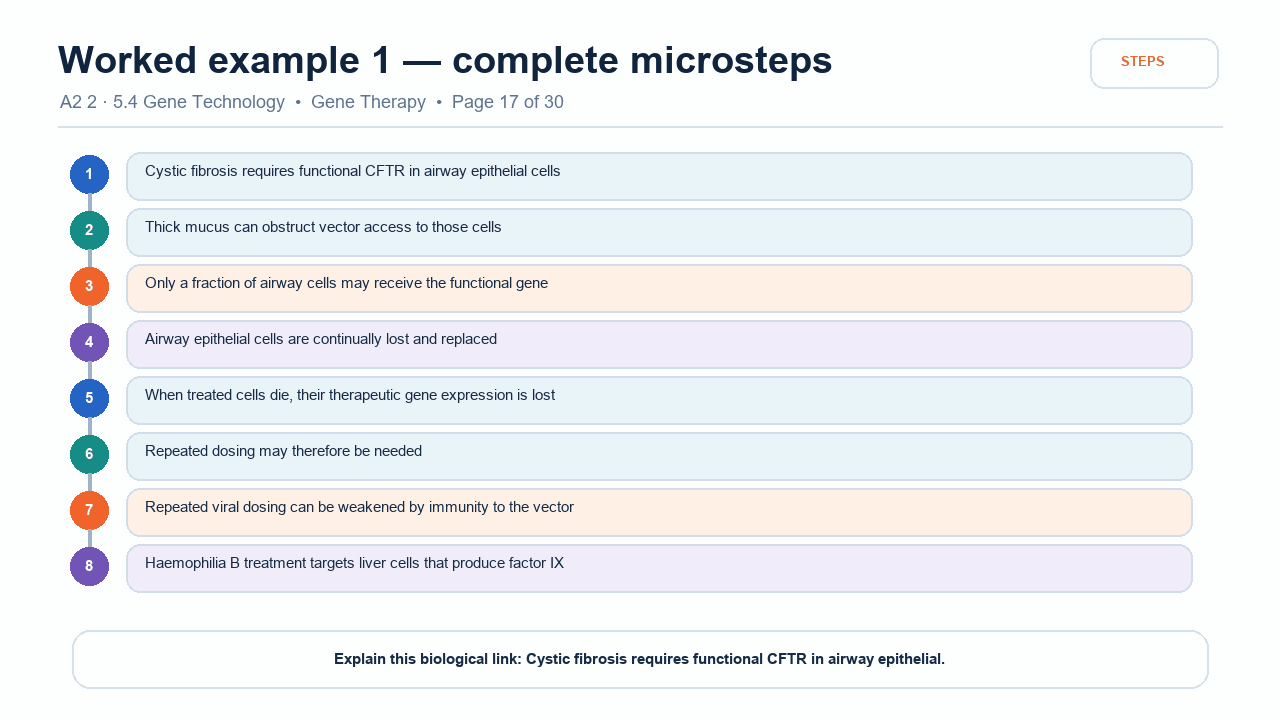 Worked example 1 — complete microsteps
STEPS
A2 2 · 5.4 Gene Technology • Gene Therapy • Page 17 of 30
1 Cystic fibrosis requires functional CFTR in airway epithelial cells
2 Thick mucus can obstruct vector access to those cells
3 Only a fraction of airway cells may receive the functional gene
4 Airway epithelial cells are continually lost and replaced
5 When treated cells die, their therapeutic gene expression is lost
6 Repeated dosing may therefore be needed
7 Repeated viral dosing can be weakened by immunity to the vector
8 Haemophilia B treatment targets liver cells that produce factor IX
Explain this biological link: Cystic fibrosis requires functional CFTR in airway epithelial.